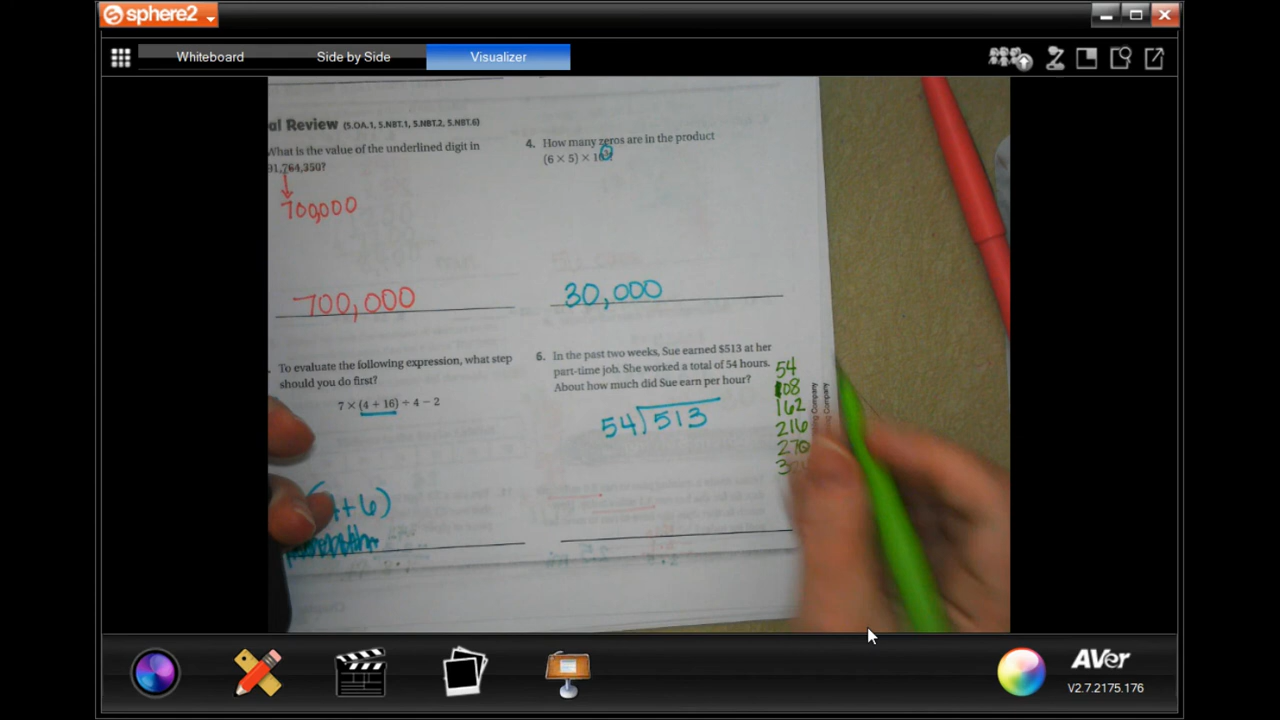 sphere2
Whiteboard
Side by Side
Visualizer
al Review (5.OA.1, 5.NBT.1, 5.NBT.2, 5.NBT.6)
What is the value of the underlined digit in
91,764,350?
700,000
700,000
4. How many zeros are in the product
(6 × 5) × 10
30,000
To evaluate the following expression, what step
should you do first?
7 × (4 + 16) ÷ 4 − 2
+ 6)
6. In the past two weeks, Sue earned $513 at her
part-time job. She worked a total of 54 hours.
About how much did Sue earn per hour?
54)513
54
108
162
216
270
Company
Company
AVer
V2.7.2175.176